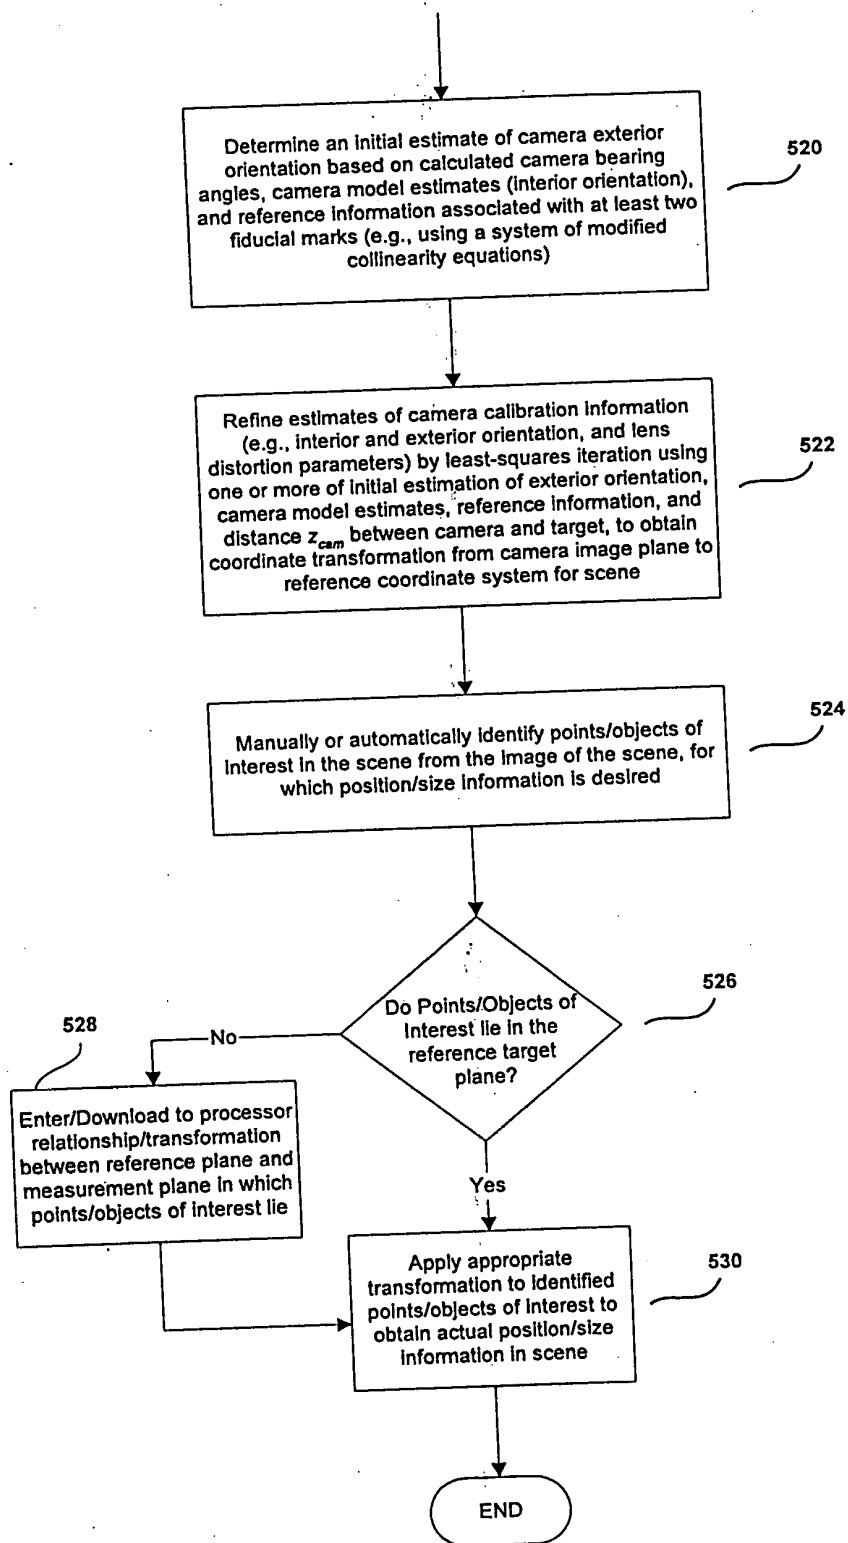 Determine an initial estimate of camera exterior
orientation based on calculated camera bearing
angles, camera model estimates (interior orientation),
and reference information associated with at least two
fiducial marks (e.g., using a system of modified
collinearity equations)
520
Refine estimates of camera calibration information
(e.g., interior and exterior orientation, and lens
distortion parameters) by least-squares iteration using
one or more of initial estimation of exterior orientation,
camera model estimates, reference information, and
distance z_cam between camera and target, to obtain
coordinate transformation from camera image plane to
reference coordinate system for scene
522
Manually or automatically identify points/objects of
interest in the scene from the image of the scene, for
which position/size information is desired
524
Do Points/Objects of
Interest lie in the
reference target
plane?
526
No
528
Enter/Download to processor
relationship/transformation
between reference plane and
measurement plane in which
points/objects of interest lie
Yes
Apply appropriate
transformation to identified
points/objects of interest to
obtain actual position/size
information in scene
530
END